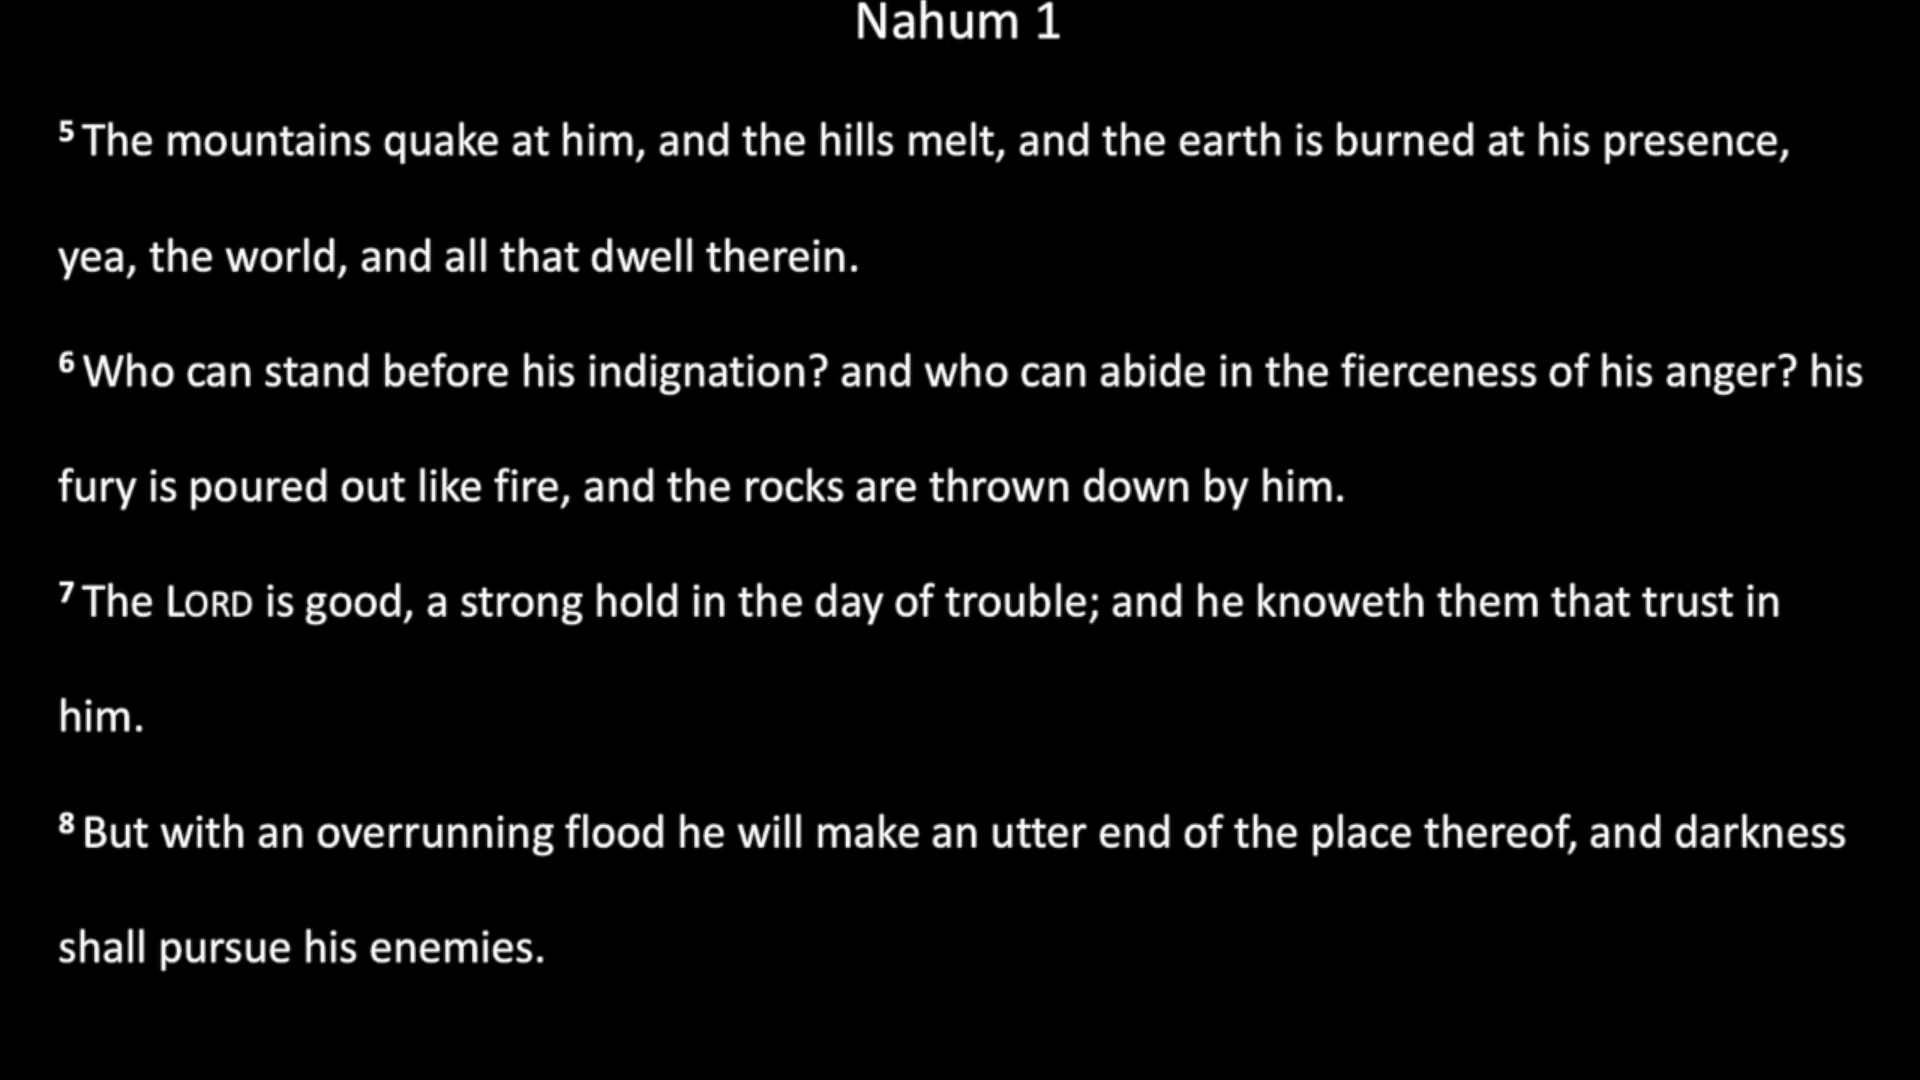 Nahum 1
5 The mountains quake at him, and the hills melt, and the earth is burned at his presence,
yea, the world, and all that dwell therein.
6 Who can stand before his indignation? and who can abide in the fierceness of his anger? his
fury is poured out like fire, and the rocks are thrown down by him.
7 The LORD is good, a strong hold in the day of trouble; and he knoweth them that trust in
him.
8 But with an overrunning flood he will make an utter end of the place thereof, and darkness
shall pursue his enemies.